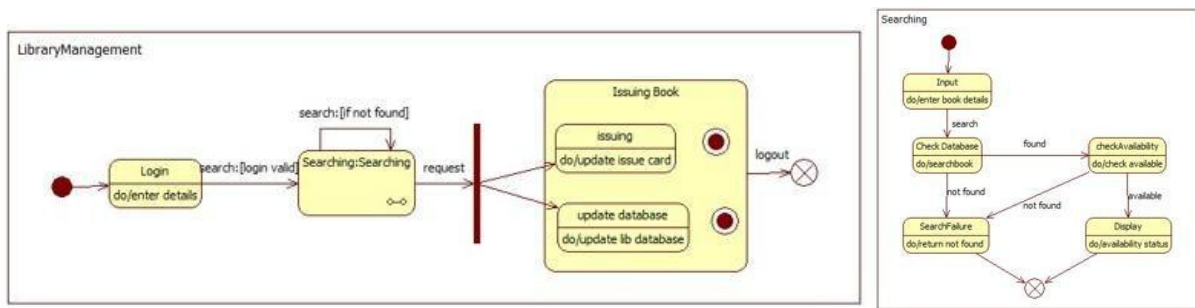 LibraryManagement
Login
do/enter details
search:[login valid]
search:[if not found]
Searching:Searching
request
Issuing Book
issuing
do/update issue card
update database
do/update lib database
logout
Searching
Input
do/enter book details
search
Check Database
do/searchbook
found
checkAvailability
do/check available
not found
not found
available
SearchFailure
do/return not found
Display
do/availability status